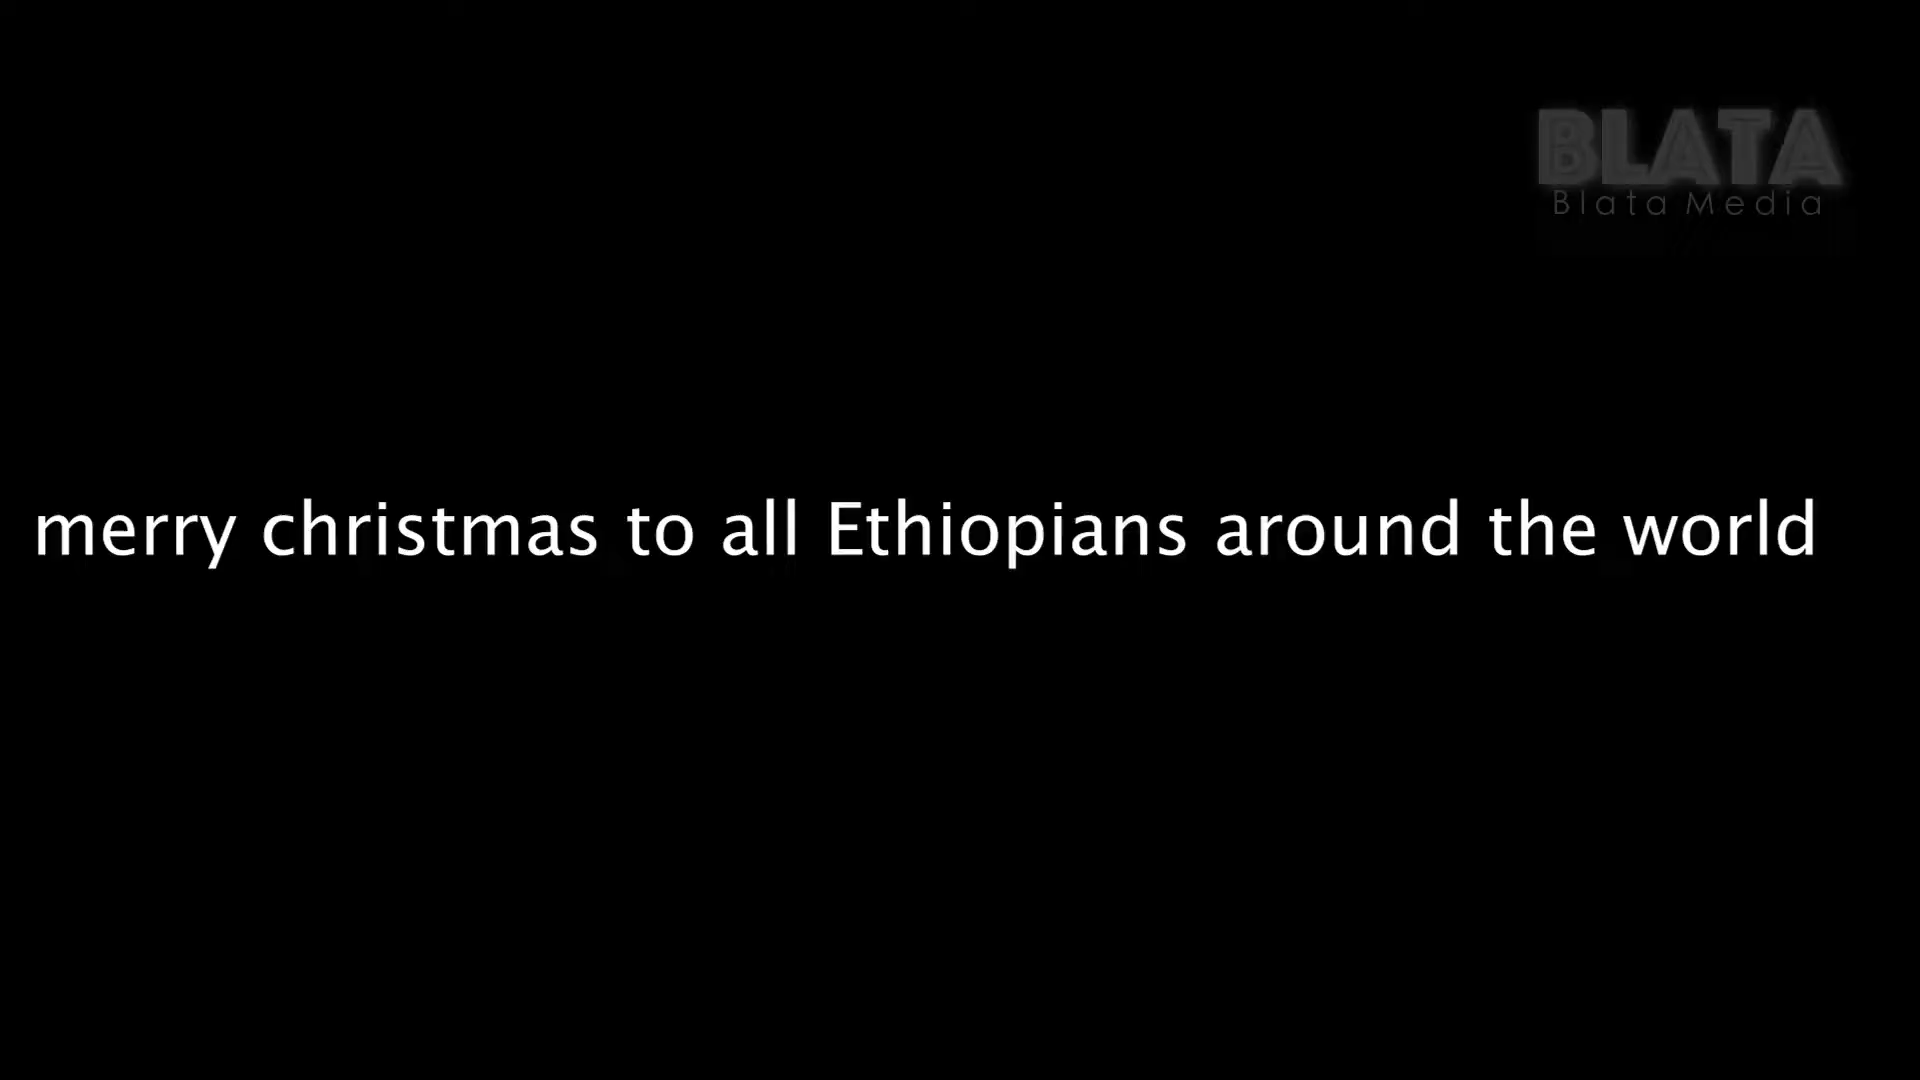 BLATA
Blata Media
merry christmas to all Ethiopians around the world